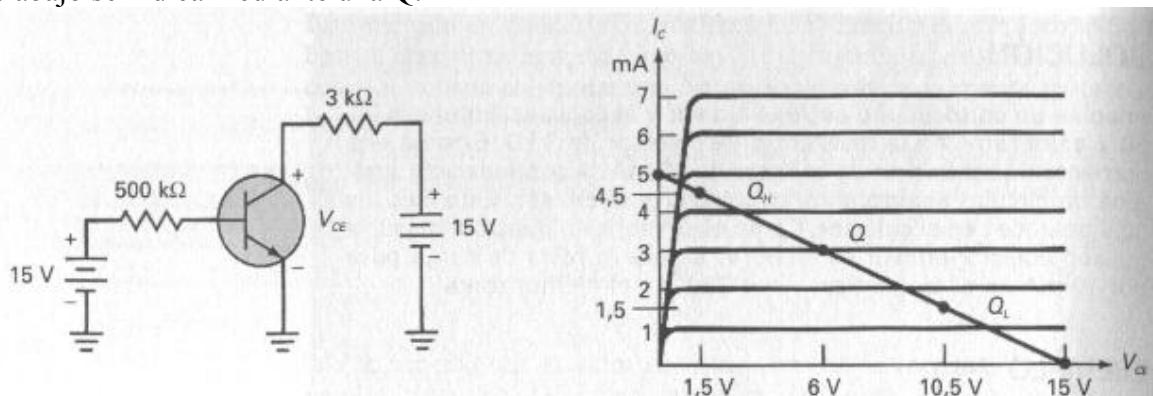 I_C
mA
7
6
5
4,5
4
3
2
1,5
1
Q_H
Q
Q_L
1,5 V
6 V
10,5 V
15 V
V_CE
3 kΩ
500 kΩ
+
V_CE
−
+
15 V
−
+
15 V
−